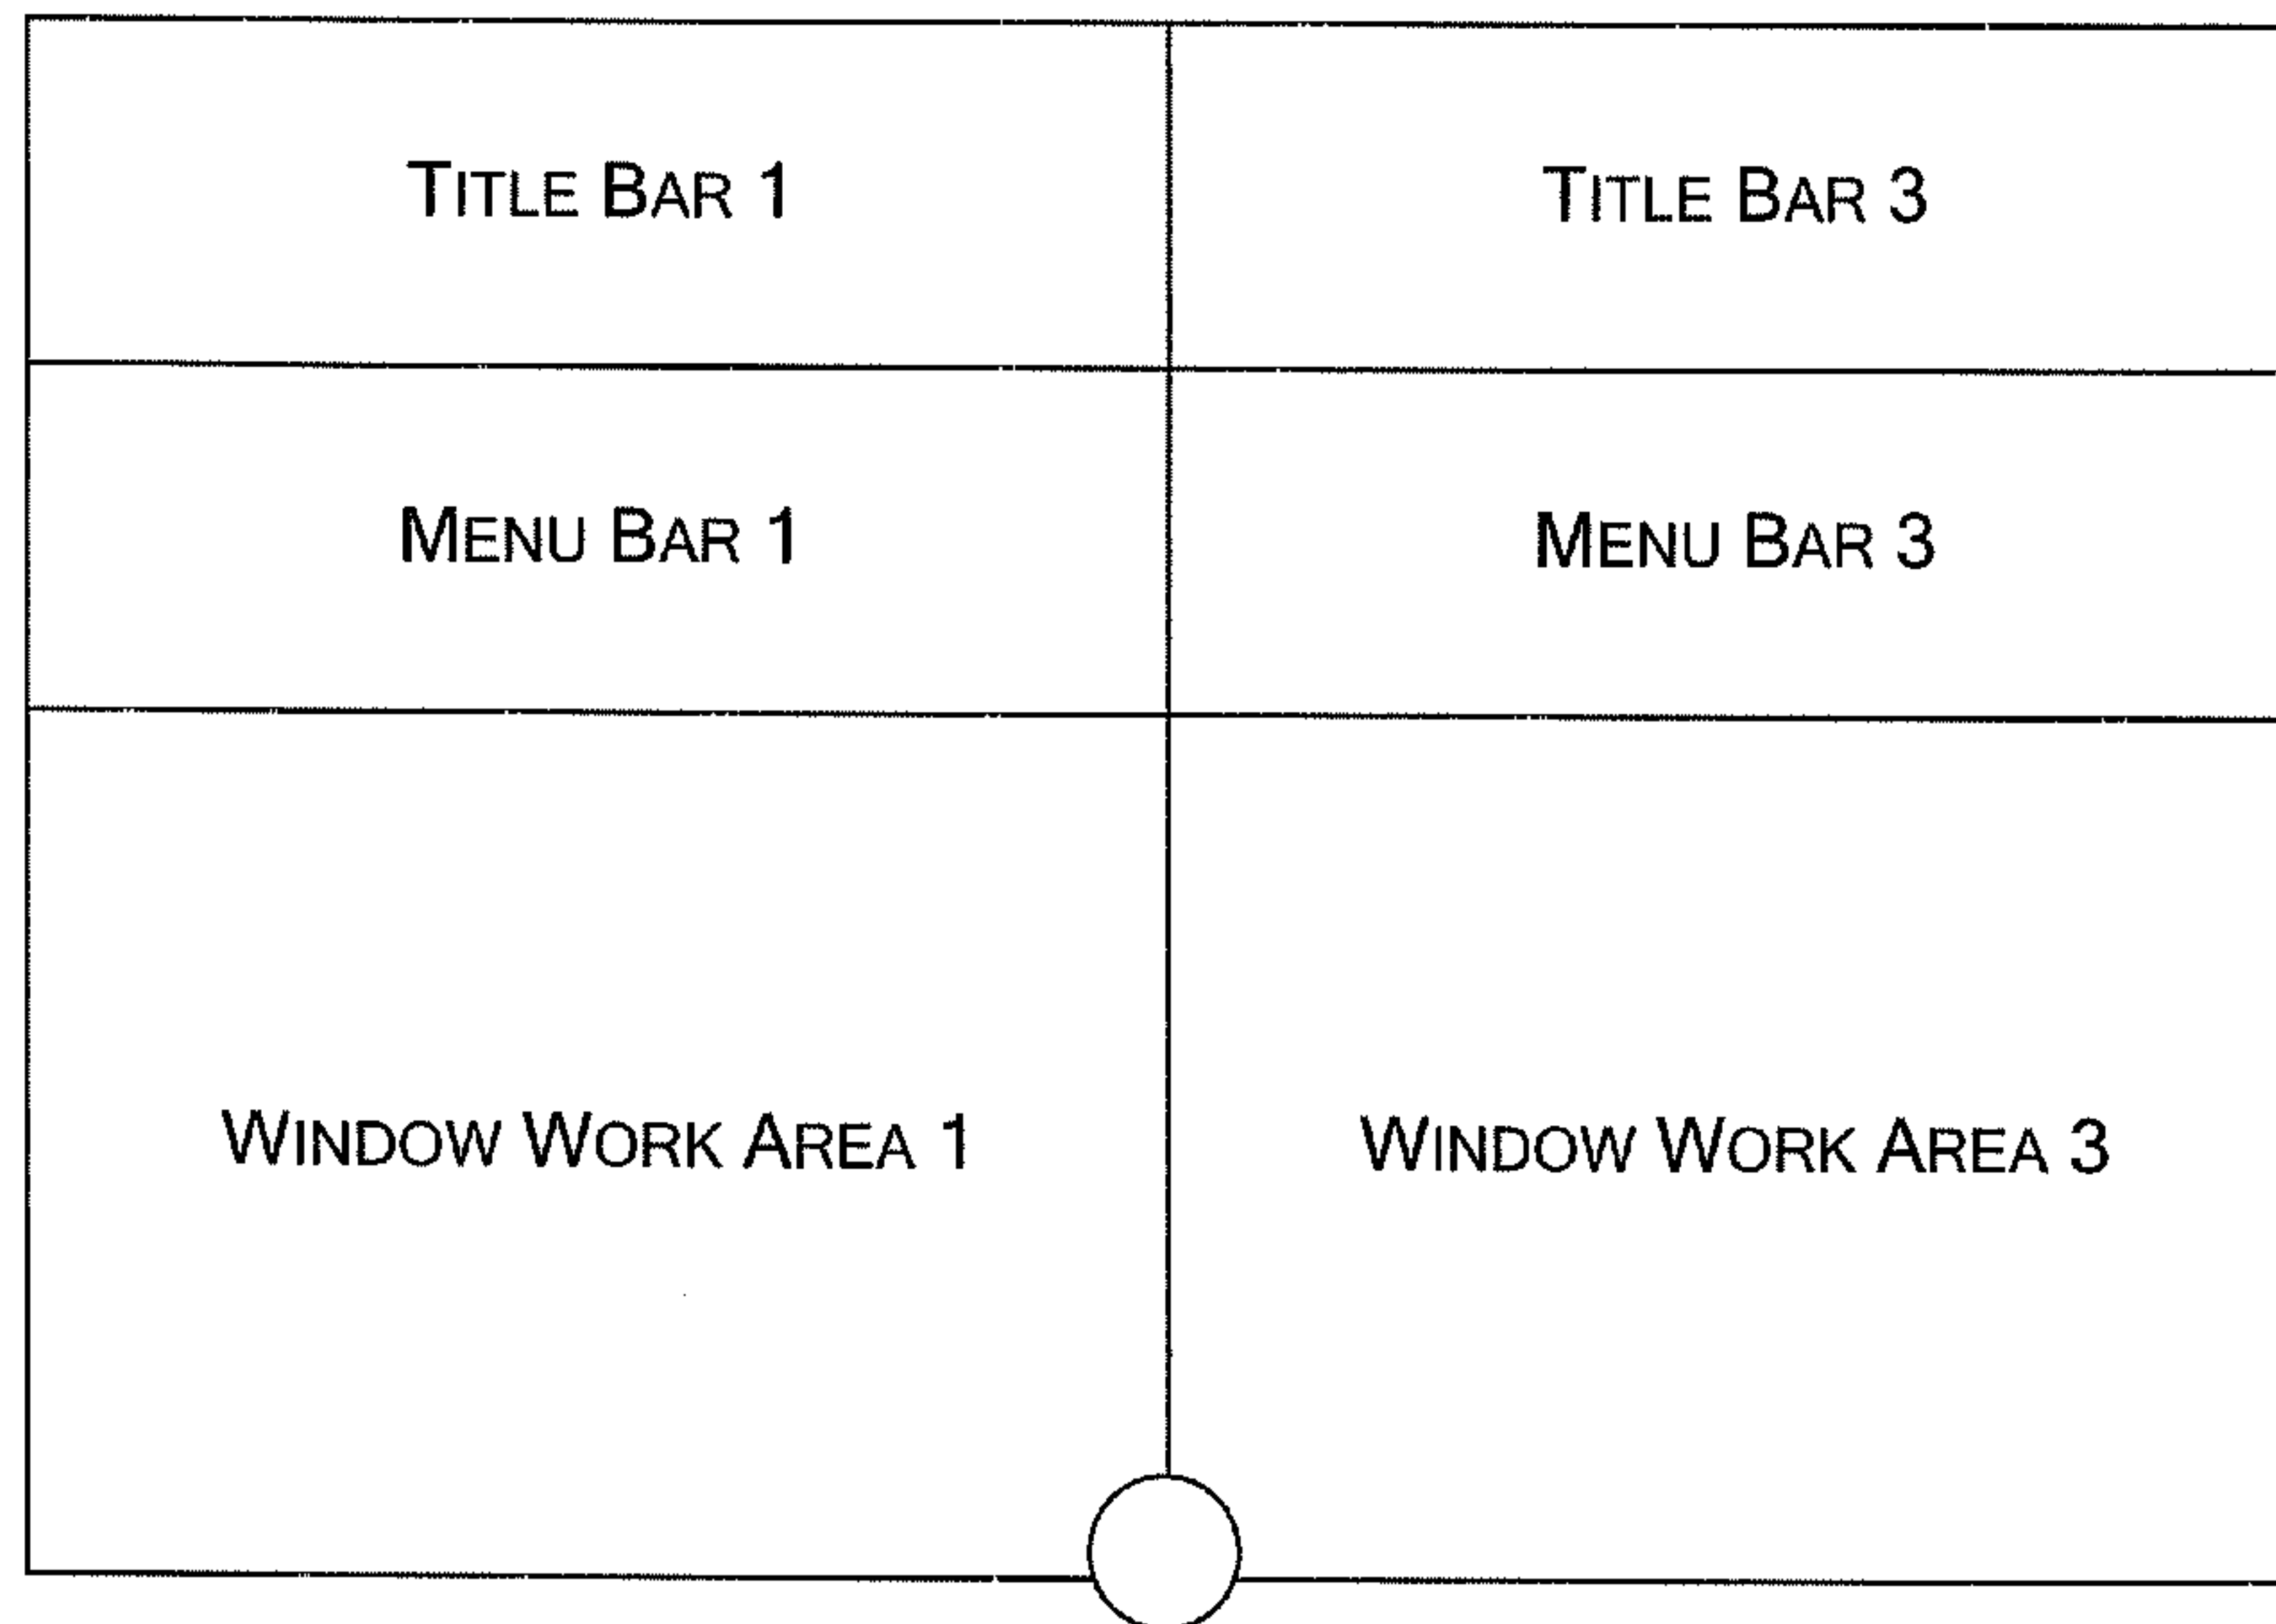 Title Bar 1
Title Bar 3
Menu Bar 1
Menu Bar 3
Window Work Area 1
Window Work Area 3